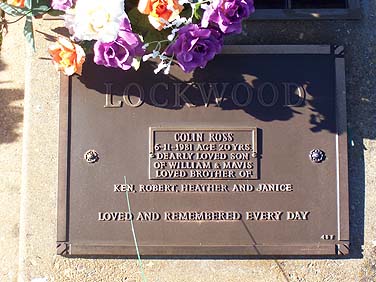 LOCKWOOD
COLIN ROSS
6-11-1981 AGE 20 YRS
DEARLY LOVED SON
OF WILLIAM & MAVIS
LOVED BROTHER OF
KEN, ROBERT, HEATHER AND JANICE
LOVED AND REMEMBERED EVERY DAY